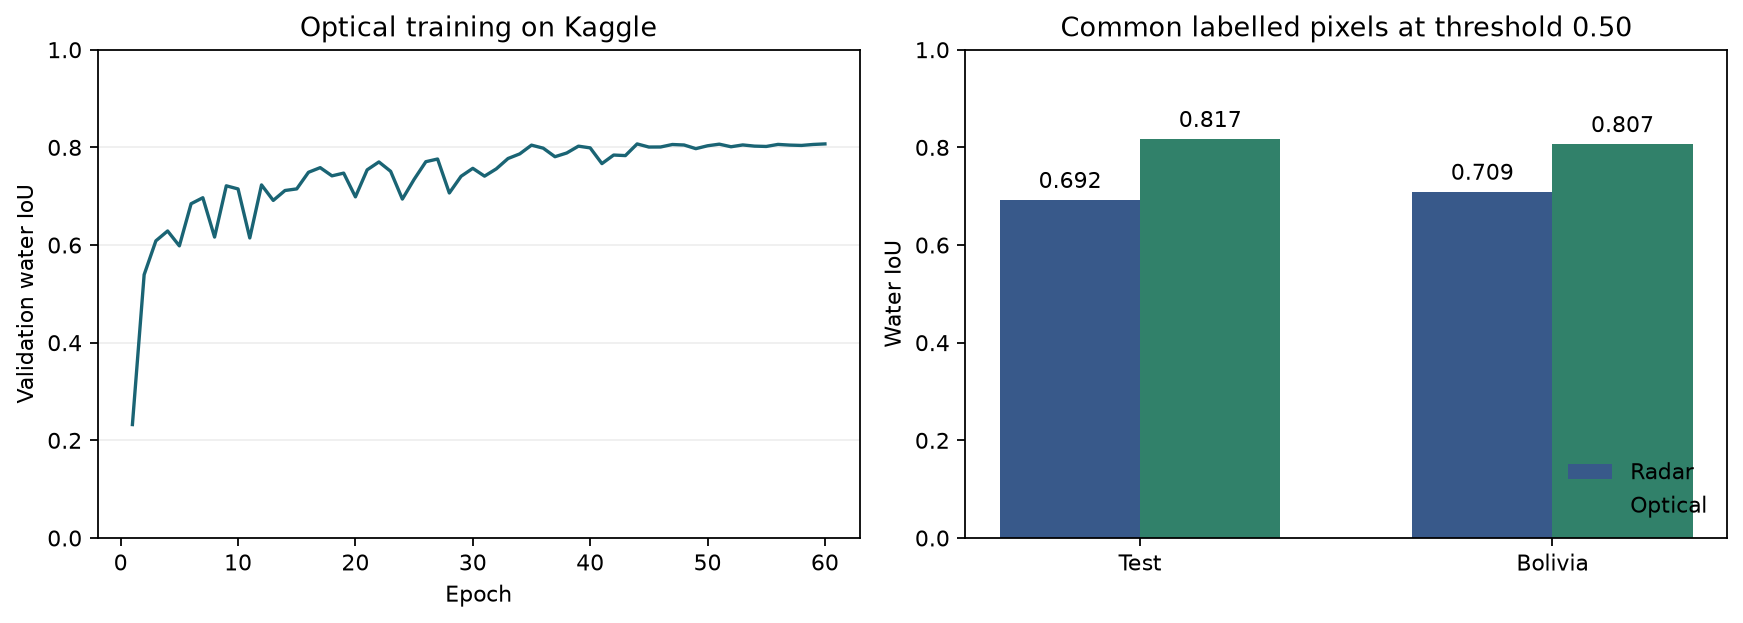 Optical training on Kaggle
Validation water IoU
1.0
0.8
0.6
0.4
0.2
0.0
0 10 20 30 40 50 60
Epoch
Common labelled pixels at threshold 0.50
Water IoU
1.0
0.8
0.6
0.4
0.2
0.0
0.692
0.817
0.709
0.807
Radar
Optical
Test Bolivia